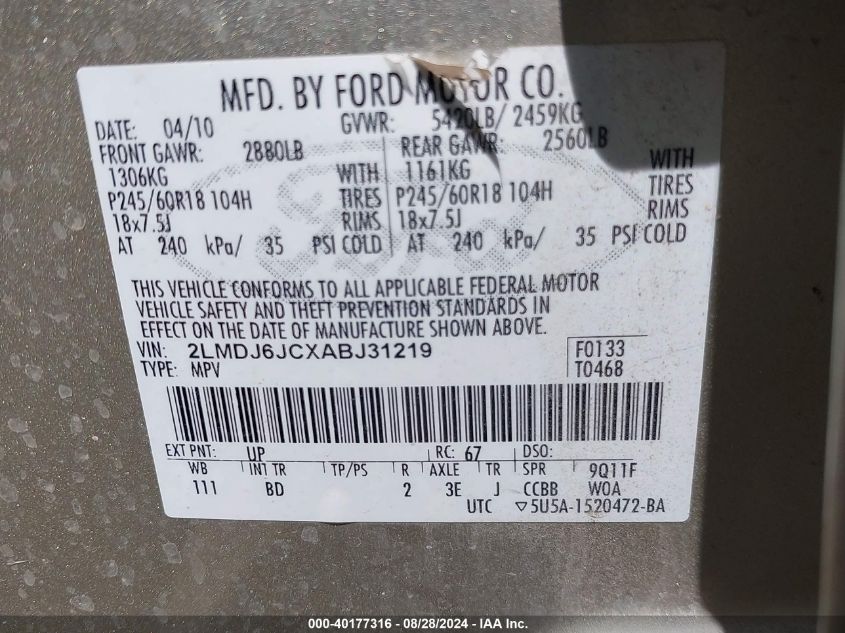 MFD. BY FORD MOTOR CO.
DATE: 04/10 GVWR: 5420LB/ 2459KG
FRONT GAWR: 2880LB REAR GAWR: 2560LB
1306KG WITH 1161KG WITH
P245/60R18 104H TIRES P245/60R18 104H TIRES
18x7.5J RIMS 18x7.5J RIMS
AT 240 kPa/ 35 PSI COLD AT 240 kPa/ 35 PSI COLD
THIS VEHICLE CONFORMS TO ALL APPLICABLE FEDERAL MOTOR
VEHICLE SAFETY AND THEFT PREVENTION STANDARDS IN
EFFECT ON THE DATE OF MANUFACTURE SHOWN ABOVE.
VIN: 2LMDJ6JCXABJ31219 F0133
TYPE: MPV T0468
EXT PNT: UP RC: 67 DSO:
WB INT TR TP/PS R AXLE TR SPR 9Q11F
111 BD 2 3E J CCBB WOA
UTC ▽5U5A-1520472-BA
000-40177316 / 08/28/2024 - IAA Inc.